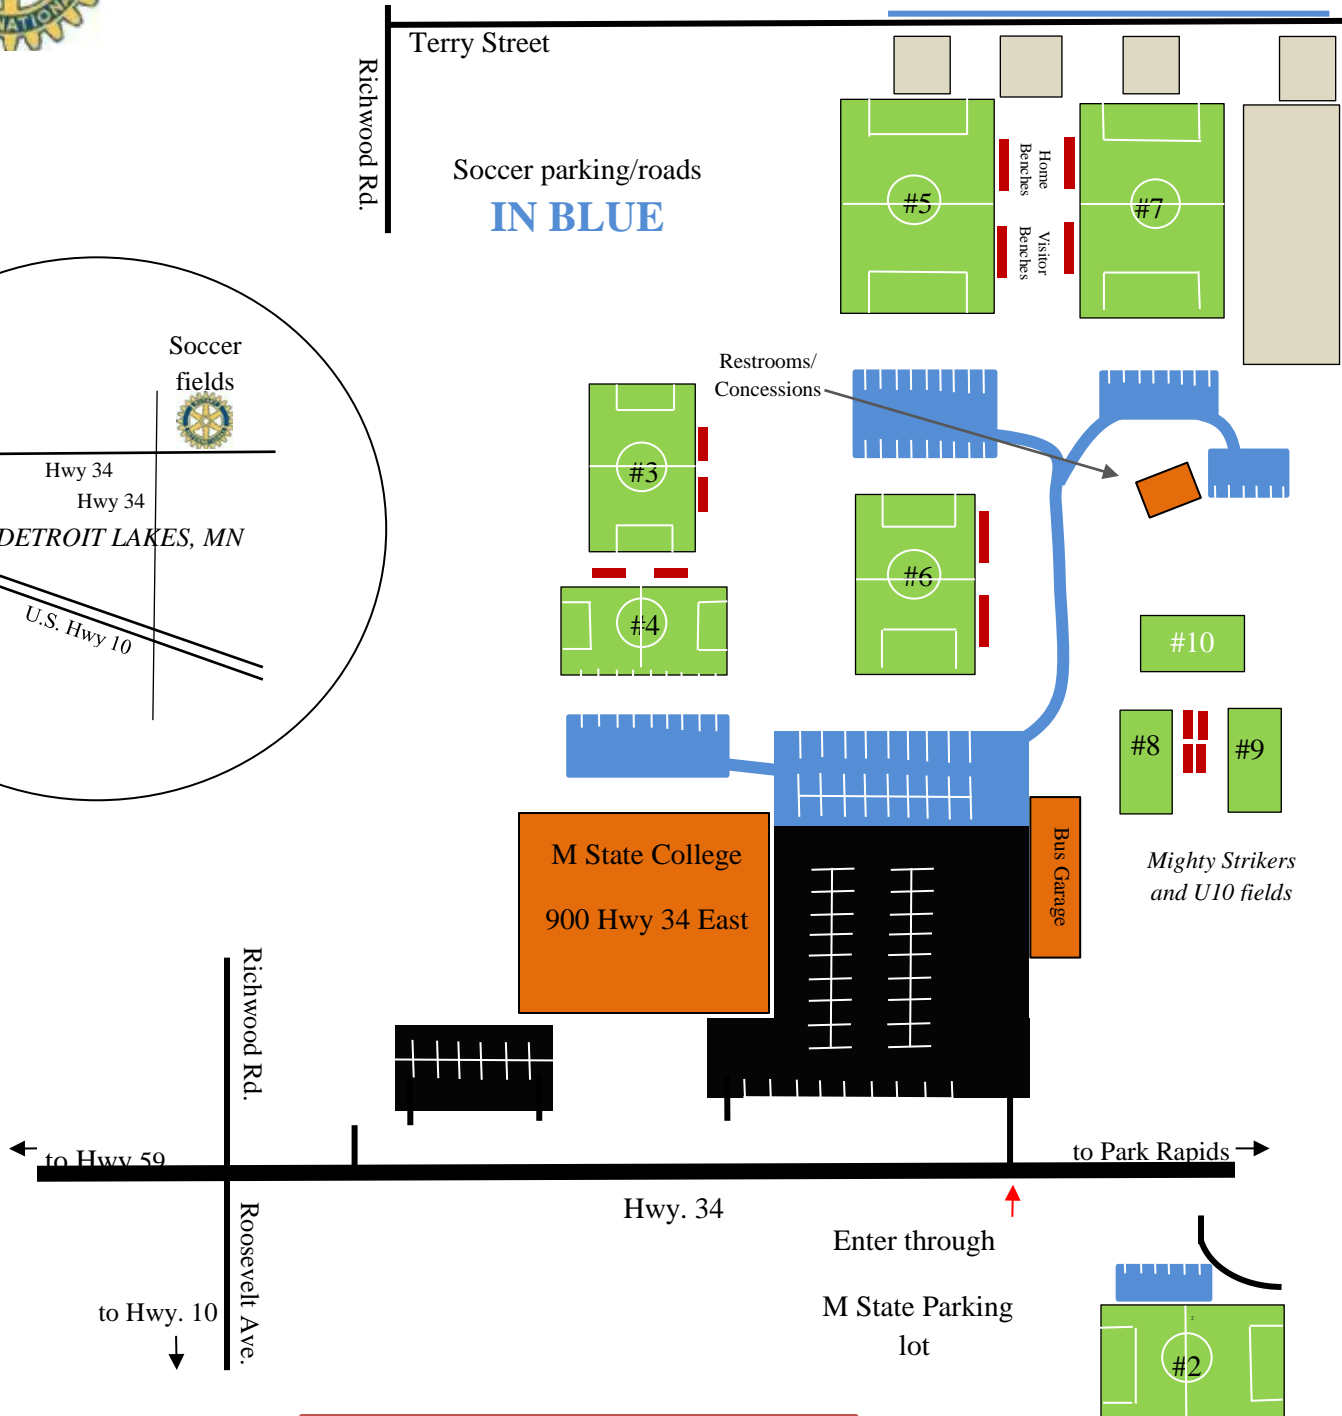 NATIONAL
Terry Street
Richwood Rd.
Soccer parking/roads
IN BLUE
#5
Home
Benches
Visitor
Benches
#7
Soccer
fields
Hwy 34
Hwy 34
DETROIT LAKES, MN
U.S. Hwy 10
Restrooms/
Concessions
#3
#4
#6
#10
#8
#9
Mighty Strikers
and U10 fields
M State College
900 Hwy 34 East
Bus Garage
Richwood Rd.
to Hwy 59
to Park Rapids
Hwy. 34
Roosevelt Ave.
to Hwy. 10
Enter through
M State Parking
lot
2
#2